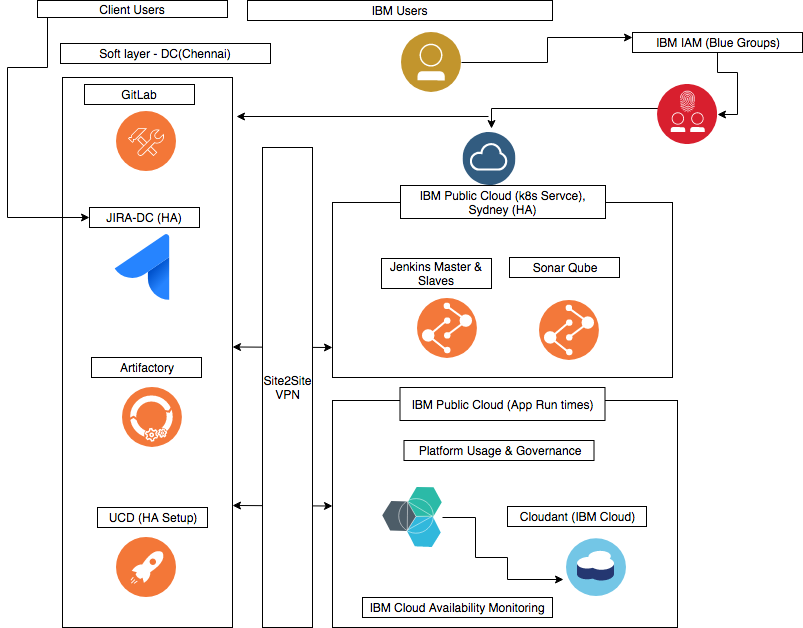 Client Users
IBM Users
IBM IAM (Blue Groups)
Soft layer - DC(Chennai)
GitLab
IBM Public Cloud (k8s Servce),
Sydney (HA)
JIRA-DC (HA)
Jenkins Master &
Slaves
Sonar Qube
Artifactory
Site2Site
VPN
IBM Public Cloud (App Run times)
Platform Usage & Governance
UCD (HA Setup)
Cloudant (IBM Cloud)
IBM Cloud Availability Monitoring